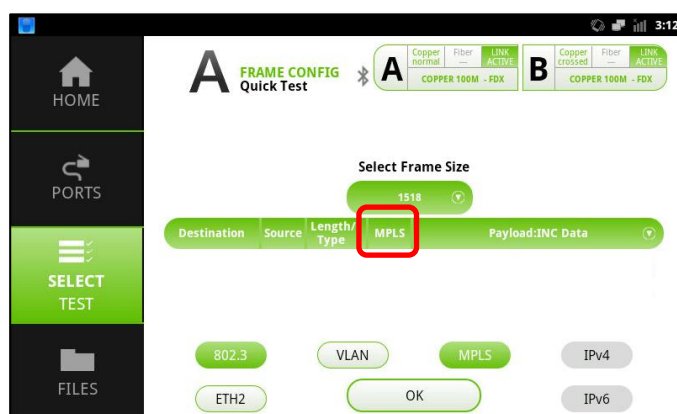 3:12
HOME
PORTS
SELECT
TEST
FILES
A
FRAME CONFIG
Quick Test
A
Copper
normal
Fiber
---
LINK
ACTIVE
COPPER 100M - FDX
B
Copper
crossed
Fiber
---
LINK
ACTIVE
COPPER 100M - FDX
Select Frame Size
1518
Destination Source Length/
Type MPLS Payload:INC Data
802.3 VLAN MPLS IPv4
ETH2 OK IPv6